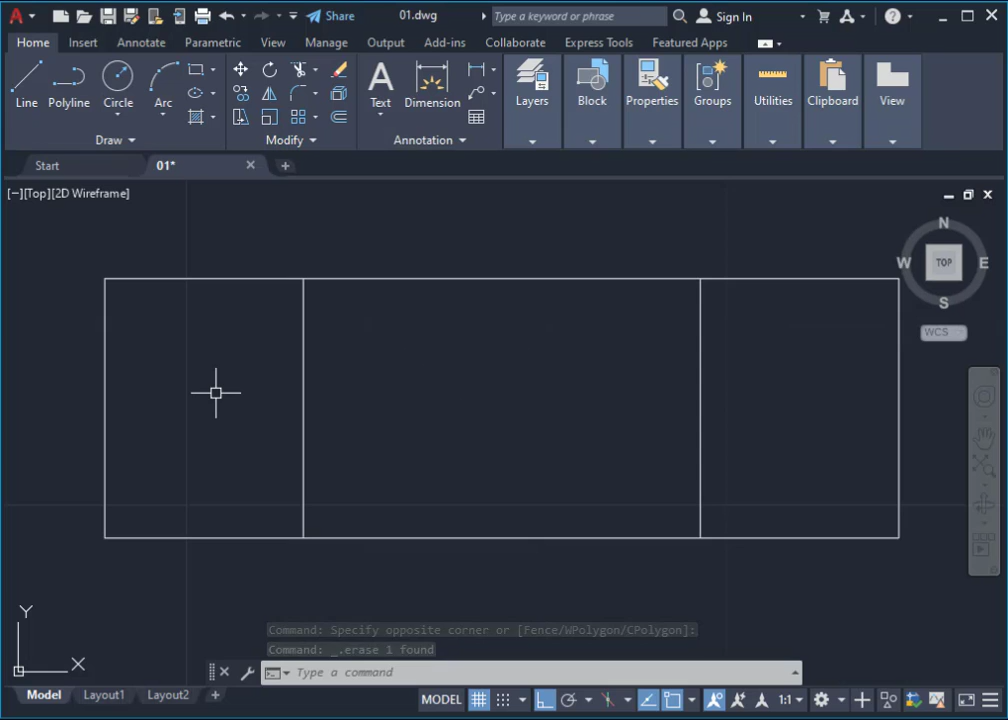 A Share 01.dwg Type a keyword or phrase Sign In ?
Home Insert Annotate Parametric View Manage Output Add-ins Collaborate Express Tools Featured Apps
Line Polyline Circle Arc A Text Dimension Layers Block Properties Groups Utilities Clipboard View
Draw Modify Annotation
Start 01* +
[−][Top][2D Wireframe]
N
W TOP E
S
WCS
Y
X
Command: Specify opposite corner or [Fence/WPolygon/CPolygon]:
Command: _.erase 1 found
Type a command
Model Layout1 Layout2 + MODEL 1:1